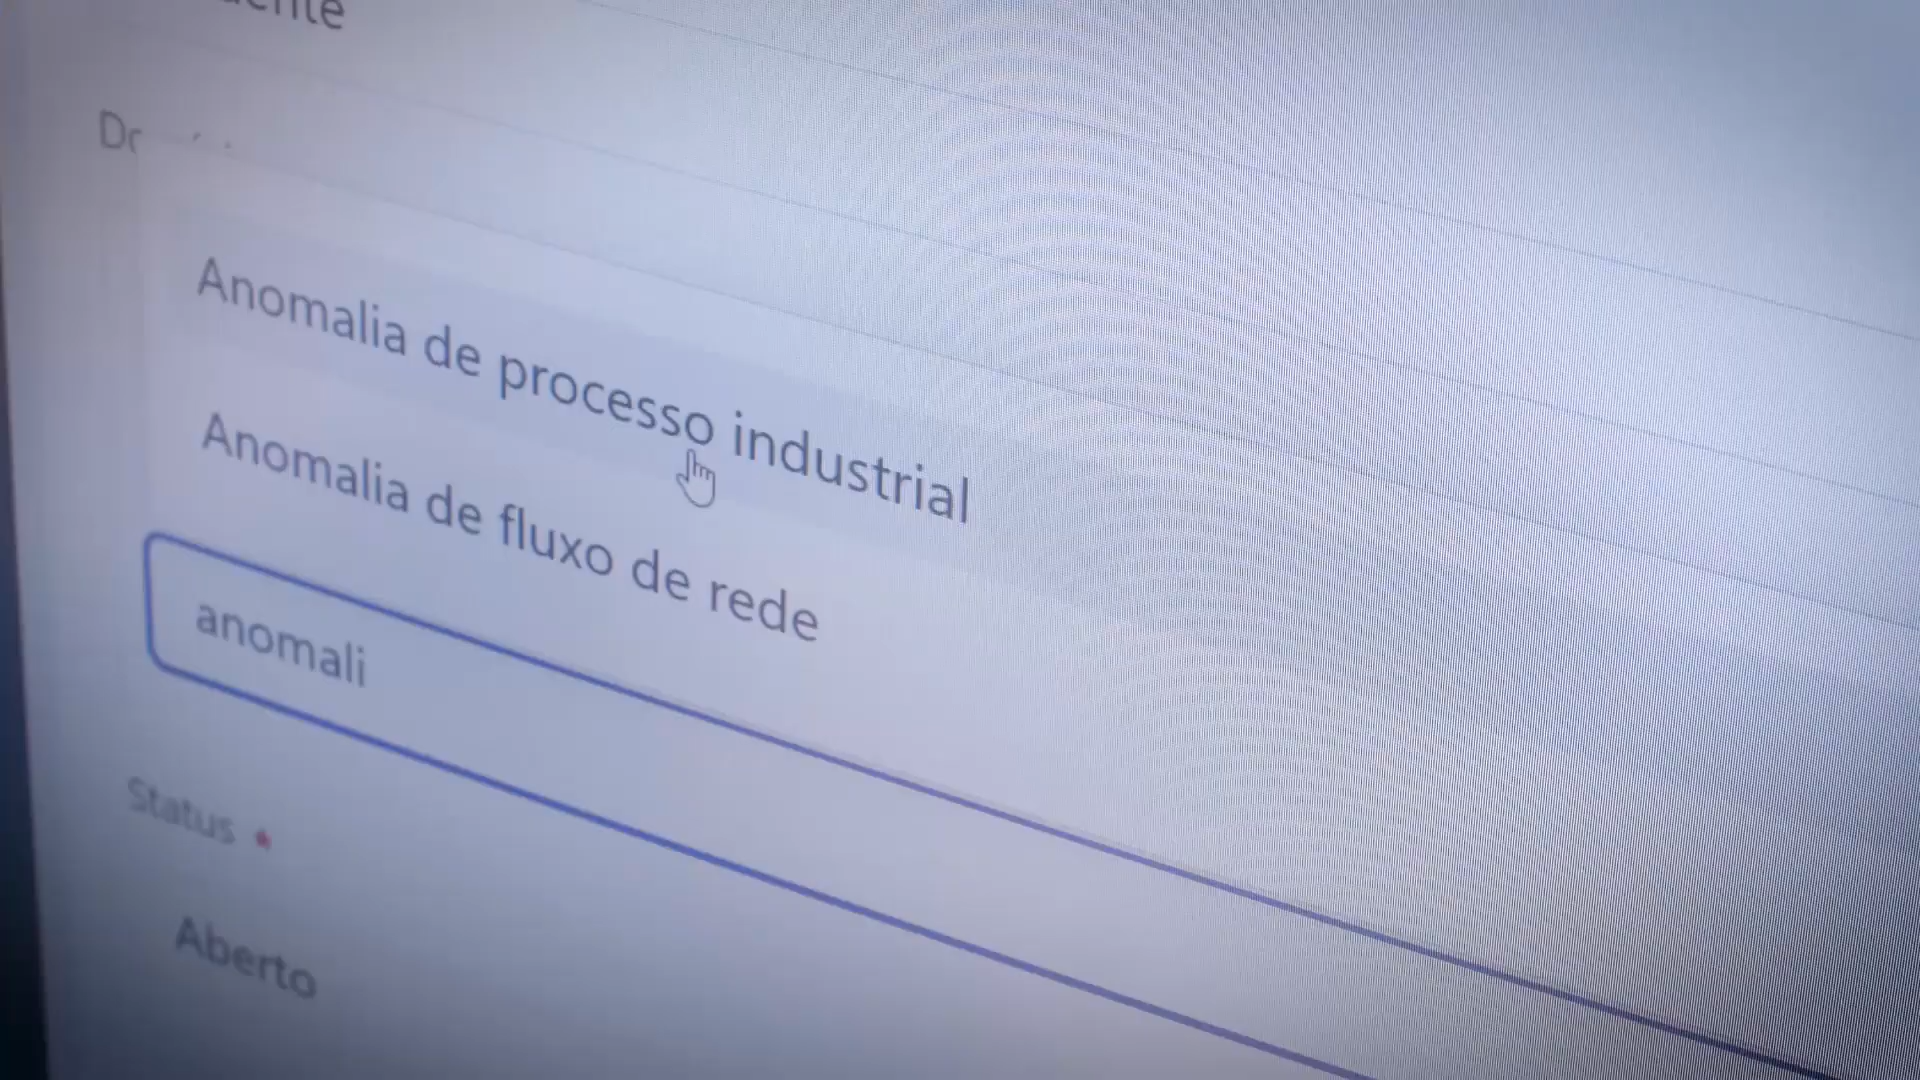 Anomalia de processo industrial
Anomalia de fluxo de rede
anomali
Status *
Aberto